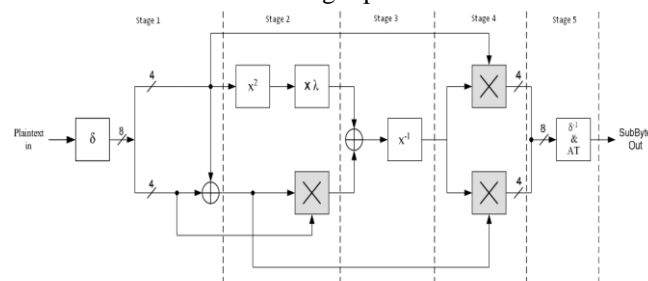 Stage 1
Stage 2
Stage 3
Stage 4
Stage 5
4
x²
x λ
4
Plaintext
in
δ
8
x⁻¹
8
δ⁻¹
&
AT
SubByte
Out
4
4